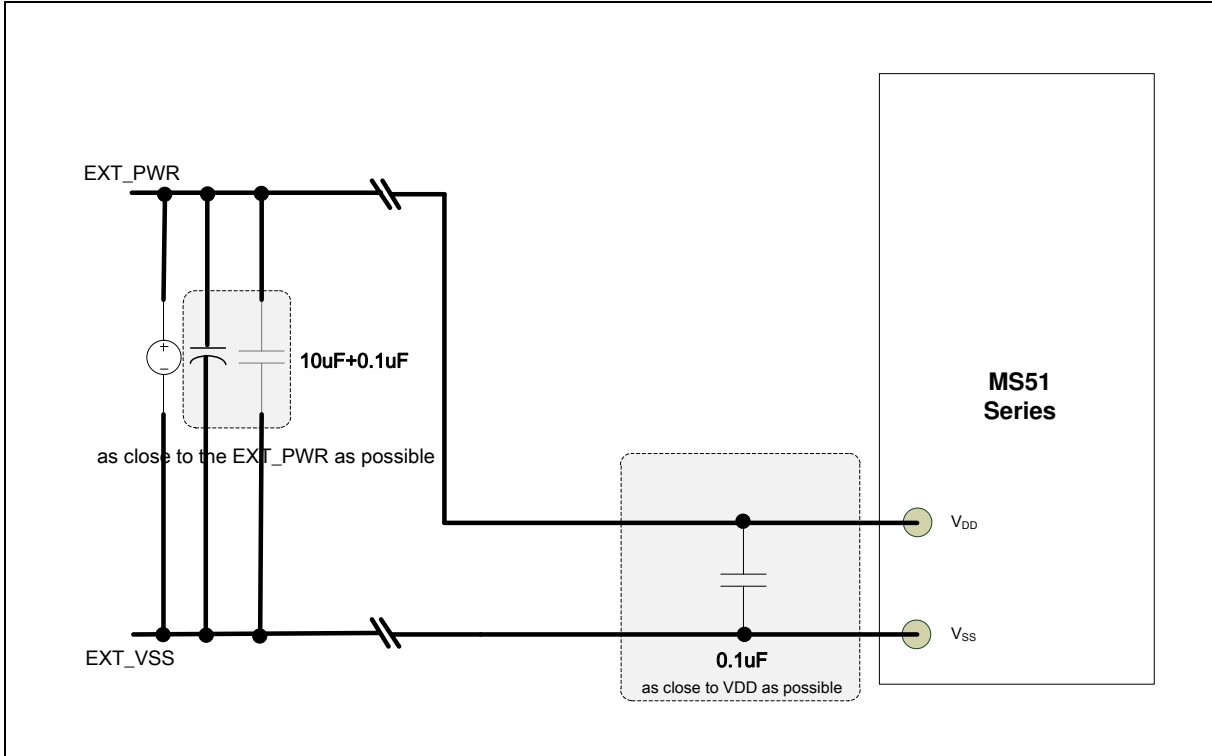 EXT_PWR
+
−
10uF+0.1uF
as close to the EXT_PWR as possible
MS51
Series
VDD
VSS
EXT_VSS
0.1uF
as close to VDD as possible